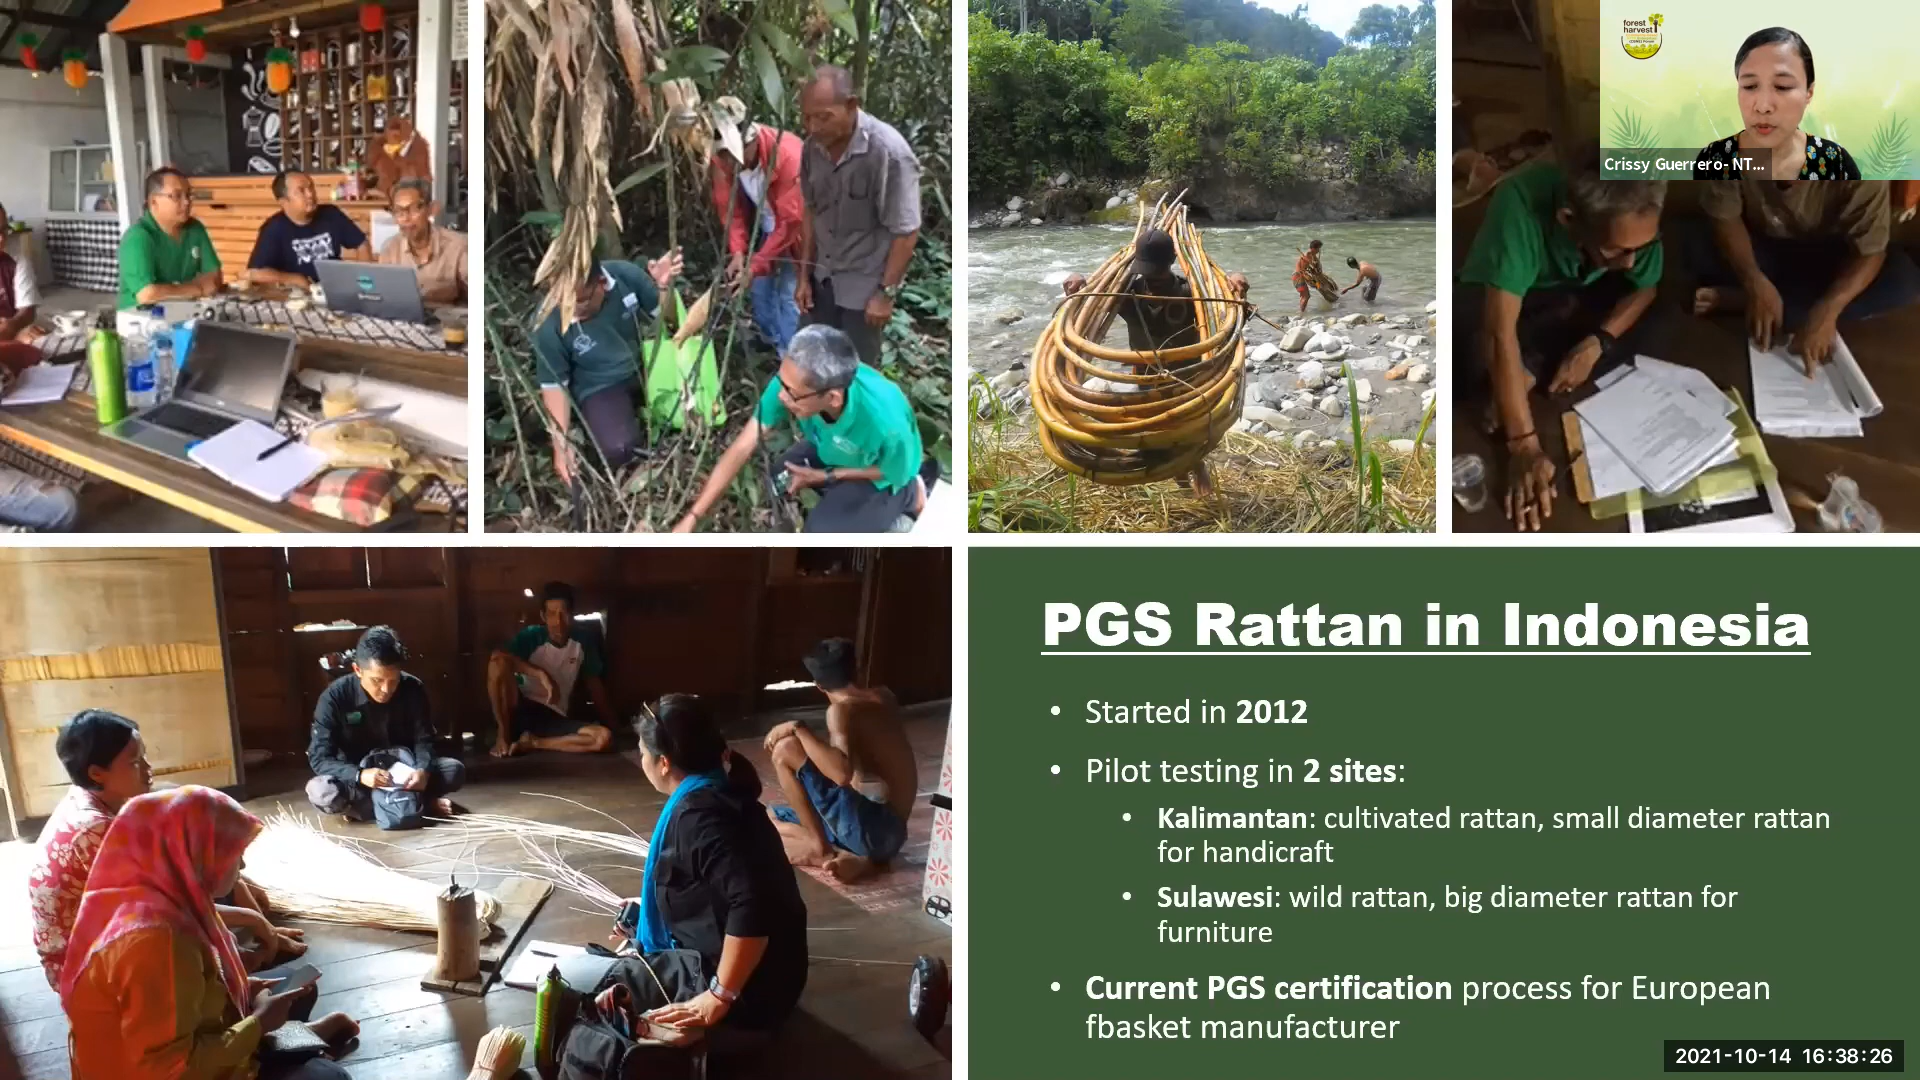 forest
harvest
Crissy Guerrero- NT...
PGS Rattan in Indonesia
• Started in 2012
• Pilot testing in 2 sites:
• Kalimantan: cultivated rattan, small diameter rattan
for handicraft
• Sulawesi: wild rattan, big diameter rattan for
furniture
• Current PGS certification process for European
fbasket manufacturer
2021-10-14 16:38:26